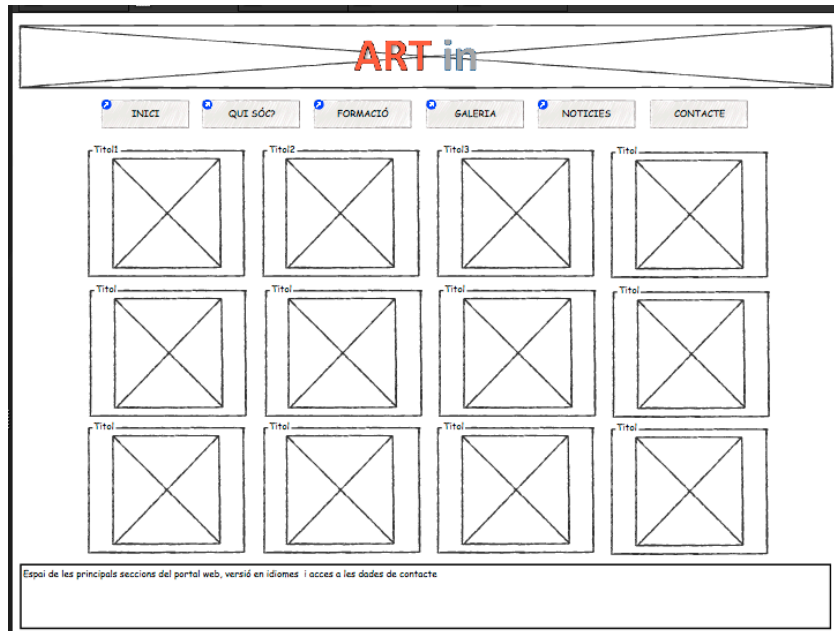 ART in
INICI QUI SÓC? FORMACIÓ GALERIA NOTICIES CONTACTE
Titol1 Titol2 Titol3 Titol
Titol Titol Titol Titol
Titol Titol Titol Titol
Espai de les principals seccions del portal web, versió en idiomes i acces a les dades de contacte